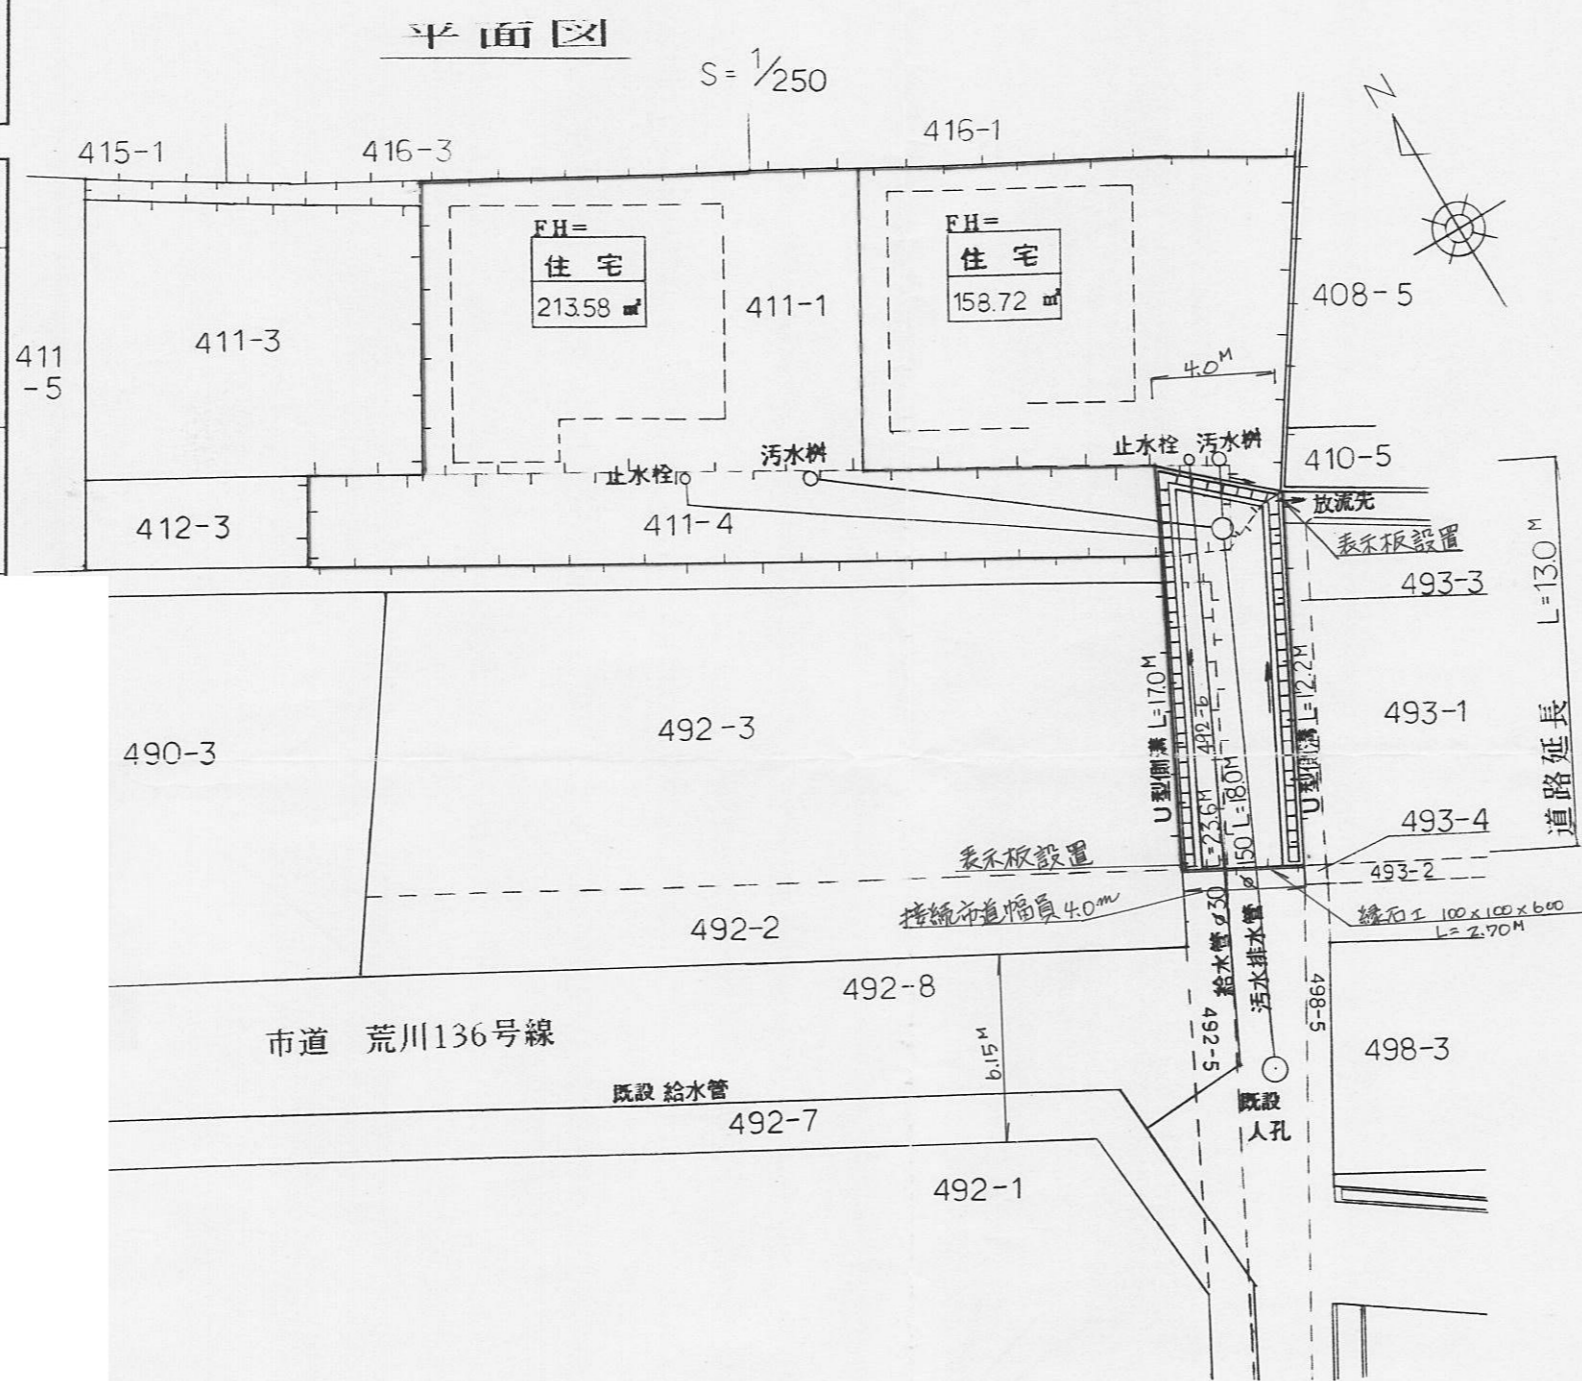 平面図
S= 1/250
415-1
416-3
416-1
N
FH=
住宅
213.58 ㎡
FH=
住宅
158.72 ㎡
411-1
408-5
411-3
411
-5
4.0M
止水栓
汚水桝
止水栓
汚水桝
410-5
放流先
表示板設置
412-3
411-4
493-3
L=13.0M
道路延長
490-3
492-3
U型側溝 L=17.0M
492-6
U型側溝 L=12.2M
493-1
493-4
493-2
表示板設置
接続市道幅員 4.0m
給水管 ø30 L=23.6M
汚水排水管 ø150 L=18.0M
縁石工 100×100×600
L=2.70M
492-2
492-8
市道 荒川136号線
6.15M
492-5
498-5
498-3
既設 給水管
492-7
既設
人孔
492-1